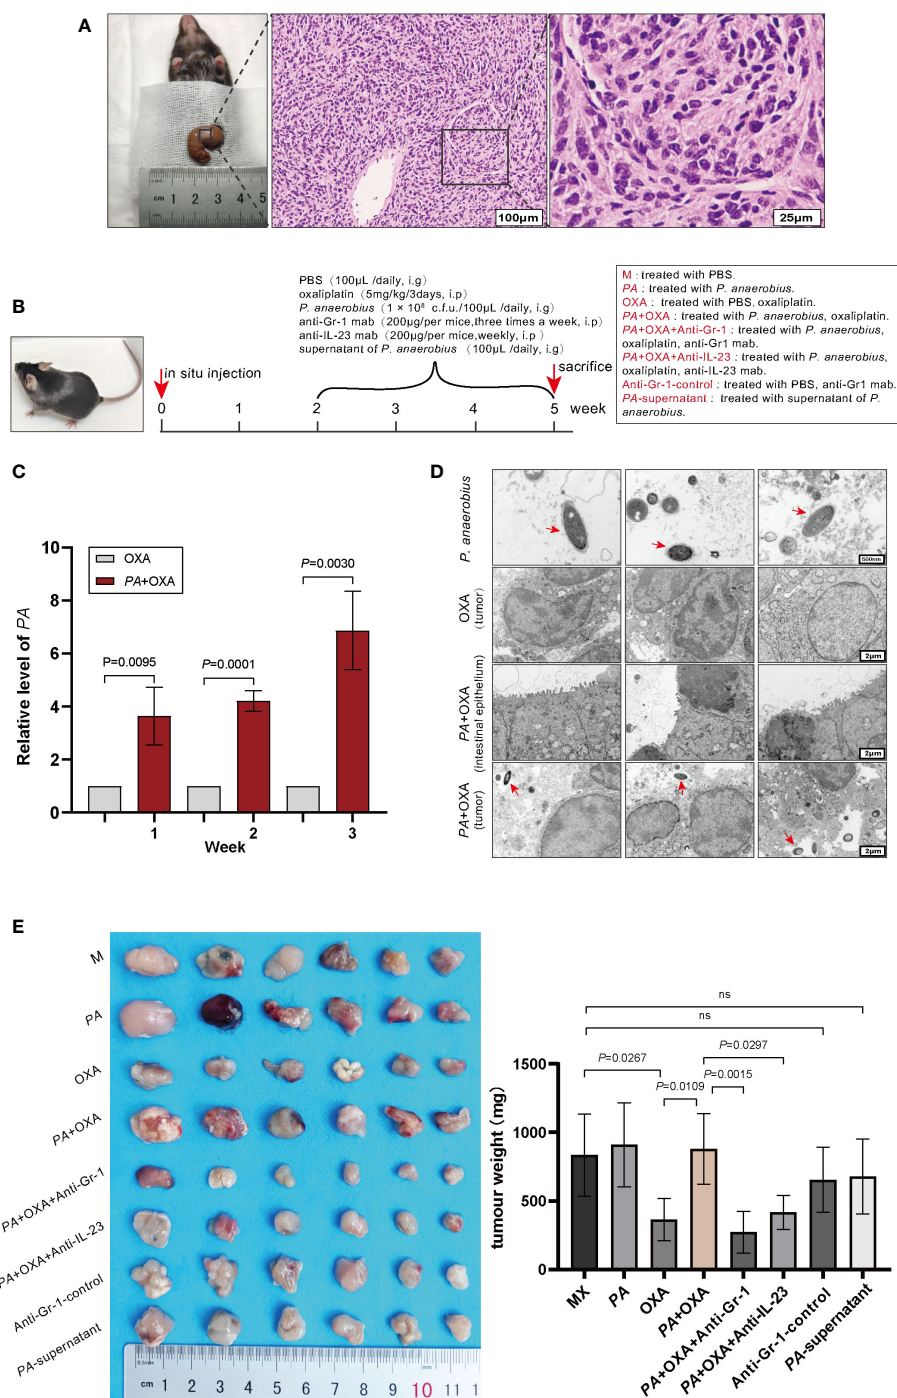 A
0.5mm
cm 1 2 3 4 5
100μm
25μm
B
PBS (100μL /daily, i.g)
oxaliplatin (5mg/kg/3days, i.p)
P. anaerobius (1 × 10⁸ c.f.u./100μL /daily, i.g)
anti-Gr-1 mab (200μg/per mice,three times a week, i.p)
anti-IL-23 mab (200μg/per mice,weekly, i.p )
supernatant of P. anaerobius (100μL /daily, i.g)
in situ injection
sacrifice
0 1 2 3 4 5 week
M : treated with PBS.
PA : treated with P. anaerobius.
OXA : treated with PBS, oxaliplatin.
PA+OXA : treated with P. anaerobius, oxaliplatin.
PA+OXA+Anti-Gr-1 : treated with P. anaerobius,
oxaliplatin, anti-Gr1 mab.
PA+OXA+Anti-IL-23 : treated with P. anaerobius,
oxaliplatin, anti-IL-23 mab.
Anti-Gr-1-control : treated with PBS, anti-Gr1 mab.
PA-supernatant : treated with supernatant of P.
anaerobius.
C
Relative level of PA
10
8
6
4
2
0
OXA
PA+OXA
P=0.0095
P=0.0001
P=0.0030
1 2 3
Week
D
P. anaerobius
500nm
OXA
(tumor)
2μm
PA+OXA
(intestinal epithelium)
2μm
PA+OXA
(tumor)
2μm
E
M
PA
OXA
PA+OXA
PA+OXA+Anti-Gr-1
PA+OXA+Anti-IL-23
Anti-Gr-1-control
PA-supernatant
0.5mm
mm
cm 1 2 3 4 5 6 7 8 9 10 11 1
tumour weight (mg)
1500
1000
500
0
ns
ns
P=0.0297
P=0.0267
P=0.0015
P=0.0109
MX
PA
OXA
PA+OXA
PA+OXA+Anti-Gr-1
PA+OXA+Anti-IL-23
Anti-Gr-1-control
PA-supernatant